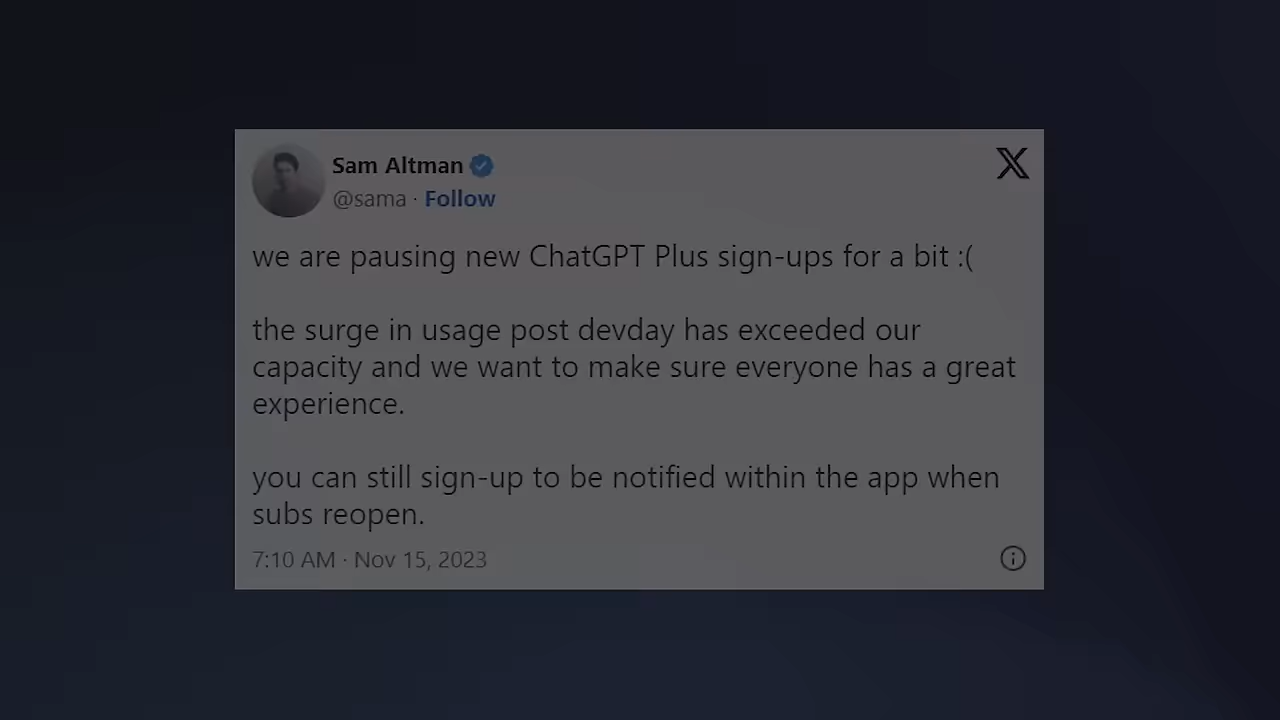 Sam Altman
@sama · Follow
we are pausing new ChatGPT Plus sign-ups for a bit :(
the surge in usage post devday has exceeded our
capacity and we want to make sure everyone has a great
experience.
you can still sign-up to be notified within the app when
subs reopen.
7:10 AM · Nov 15, 2023